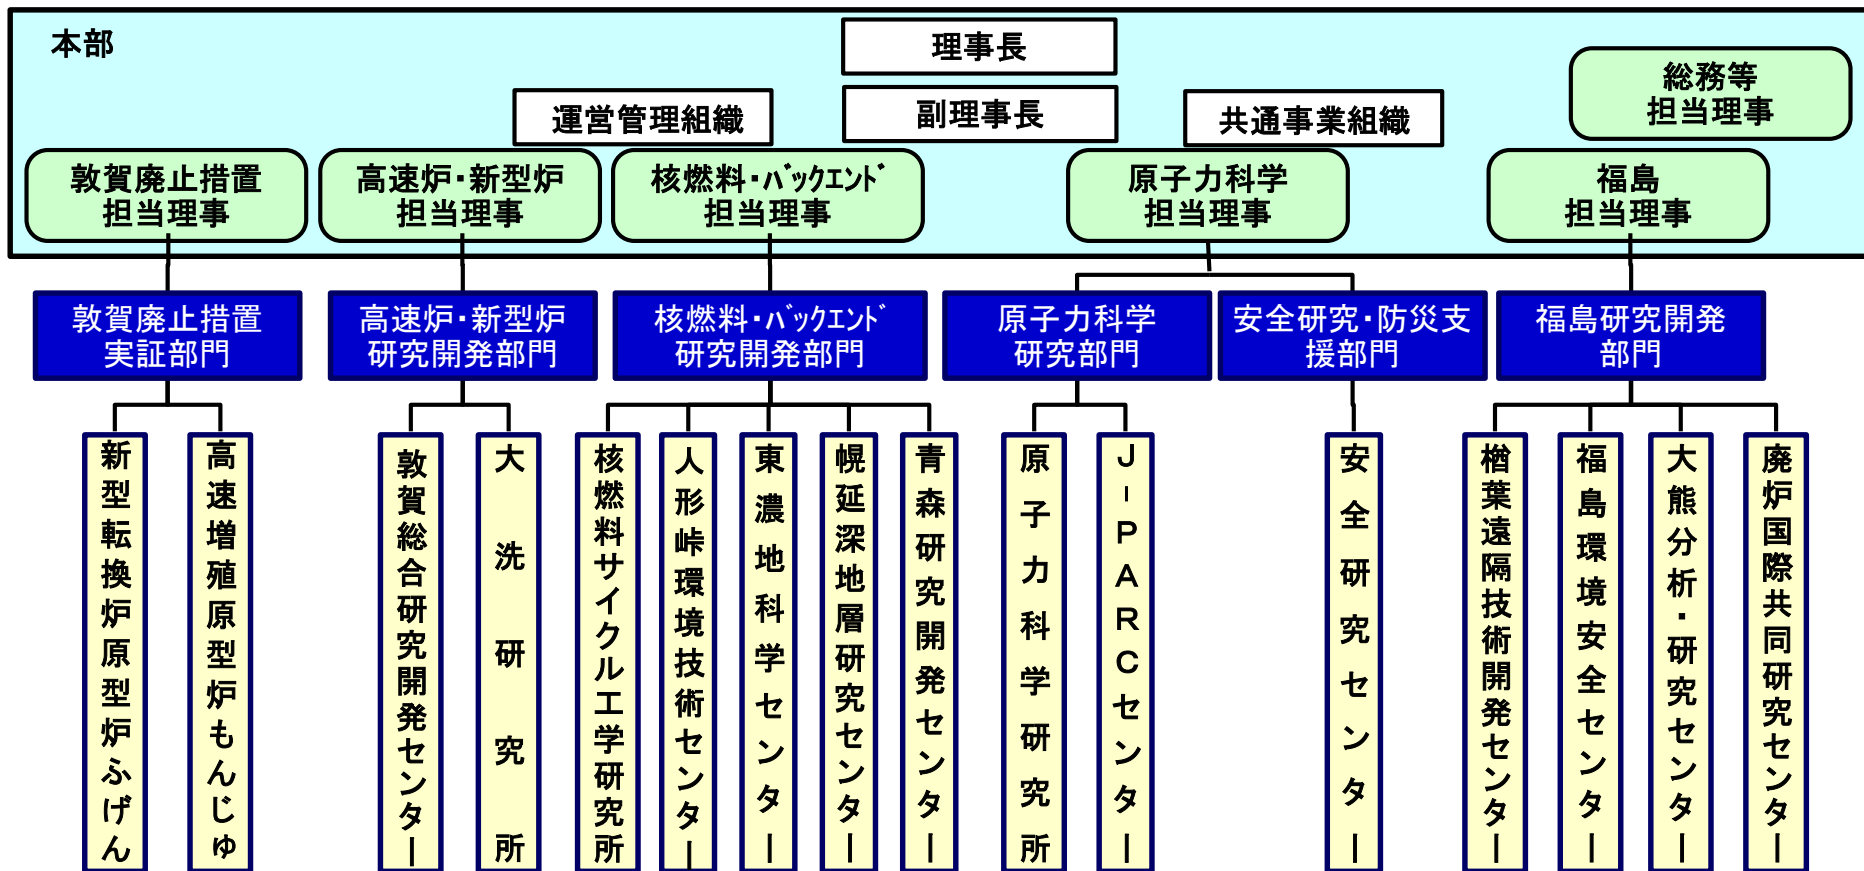 本部
理事長
副理事長
運営管理組織
共通事業組織
総務等
担当理事
敦賀廃止措置
担当理事
高速炉・新型炉
担当理事
核燃料・バックエンド
担当理事
原子力科学
担当理事
福島
担当理事
敦賀廃止措置
実証部門
高速炉・新型炉
研究開発部門
核燃料・バックエンド
研究開発部門
原子力科学
研究部門
安全研究・防災支
援部門
福島研究開発
部門
新型転換炉原型炉ふげん
高速増殖原型炉もんじゅ
敦賀総合研究開発センター
大洗研究所
核燃料サイクル工学研究所
人形峠環境技術センター
東濃地科学センター
幌延深地層研究センター
青森研究開発センター
原子力科学研究所
J-PARCセンター
安全研究センター
楢葉遠隔技術開発センター
福島環境安全センター
大熊分析・研究センター
廃炉国際共同研究センター